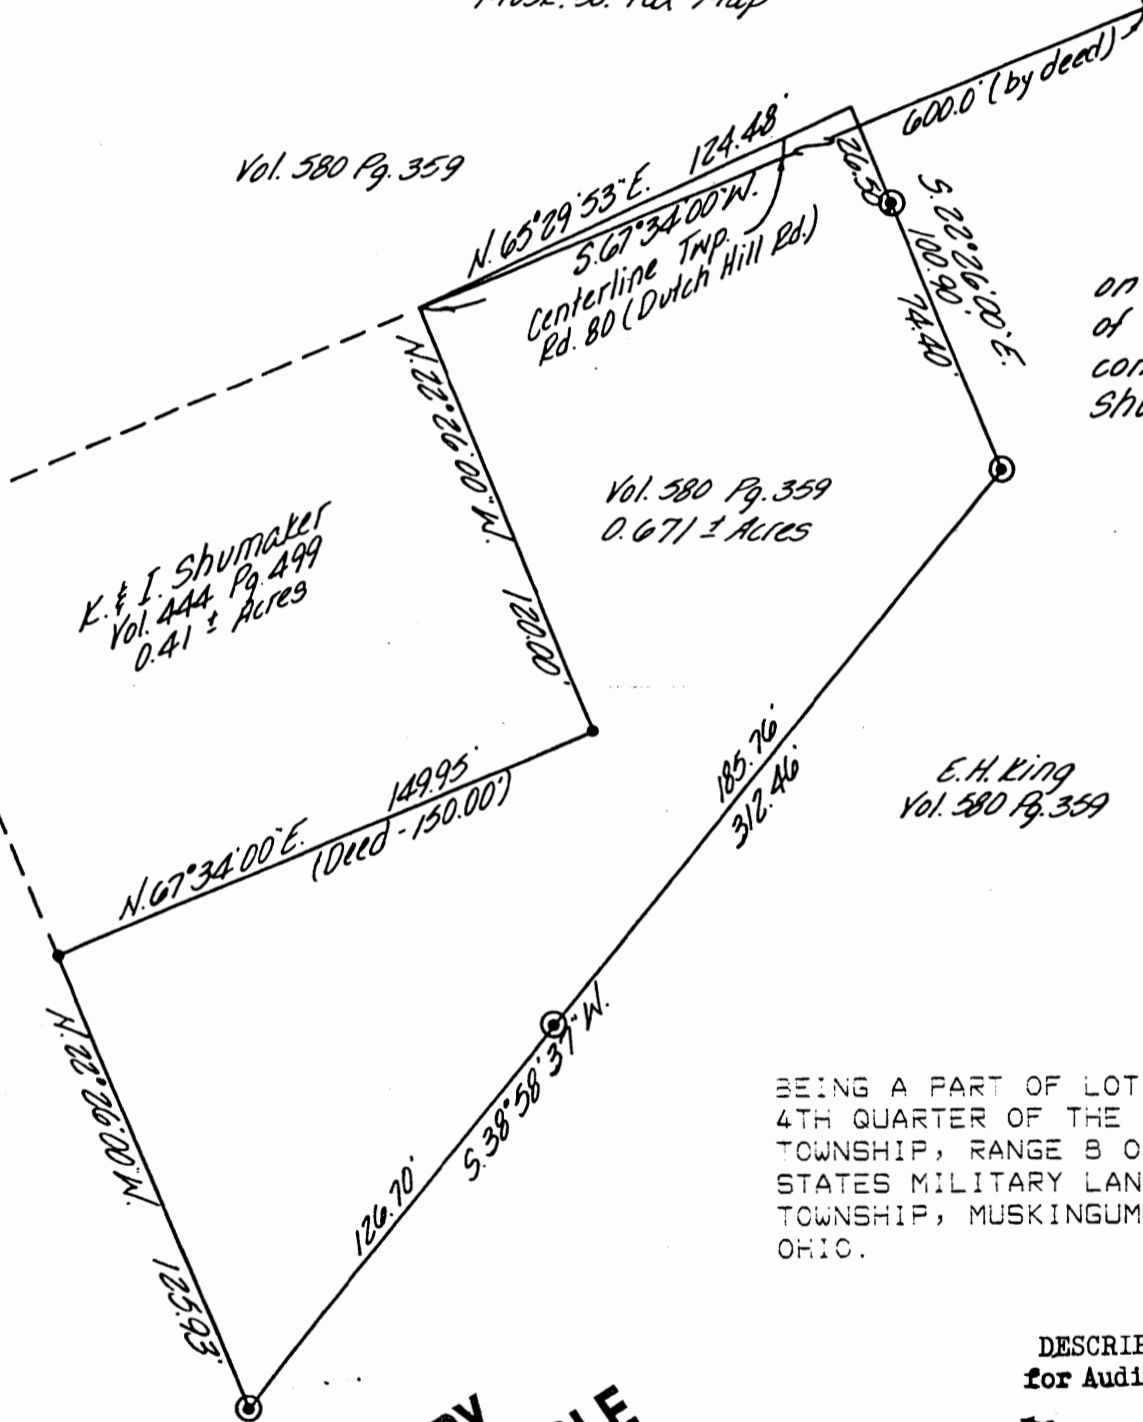 Vol. 580 Pg. 359
N. 65°29'53"E. 124.48'
S. 67°34'00"W.
Centerline Twp.
Rd. 80 (Dutch Hill Rd.)
600.0' (by deed)
26.50'
S. 22°26'00"E.
100.90'
74.40'
on
of
N. 22°26'00"W. 120.00'
Vol. 580 Pg. 359
0.671 ± Acres
K. & I. Shumaker
Vol. 444 Pg. 499
0.41 ± Acres
149.95'
N. 67°34'00"E. (Deed - 150.00')
185.76'
312.46'
E.H. King
Vol. 580 Pg. 359
N. 22°26'00"W. 125.93'
S. 38°58'37"W.
126.70'
BEING A PART OF LOT
4TH QUARTER OF THE
TOWNSHIP, RANGE 8 O
STATES MILITARY LAN
TOWNSHIP, MUSKINGUM
OHIO.
DESCRIB
for Audi